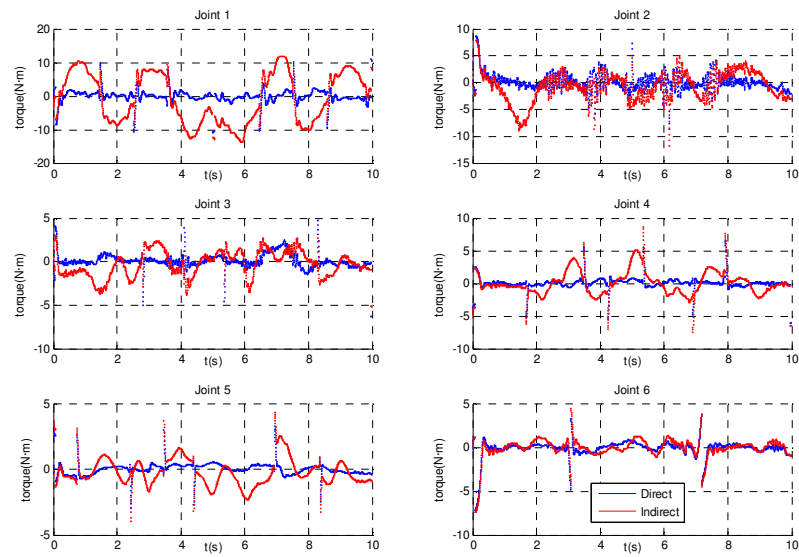 Joint 1
torque(N·m)
20
10
0
-10
-20
0 2 4 6 8 10
t(s)
Joint 2
torque(N·m)
10
5
0
-5
-10
-15
0 2 4 6 8 10
t(s)
Joint 3
torque(N·m)
5
0
-5
-10
0 2 4 6 8 10
t(s)
Joint 4
torque(N·m)
10
5
0
-5
-10
0 2 4 6 8 10
t(s)
Joint 5
torque(N·m)
5
0
-5
0 2 4 6 8 10
t(s)
Joint 6
torque(N·m)
5
0
-5
-10
0 2 4 6 8 10
t(s)
Direct
Indirect